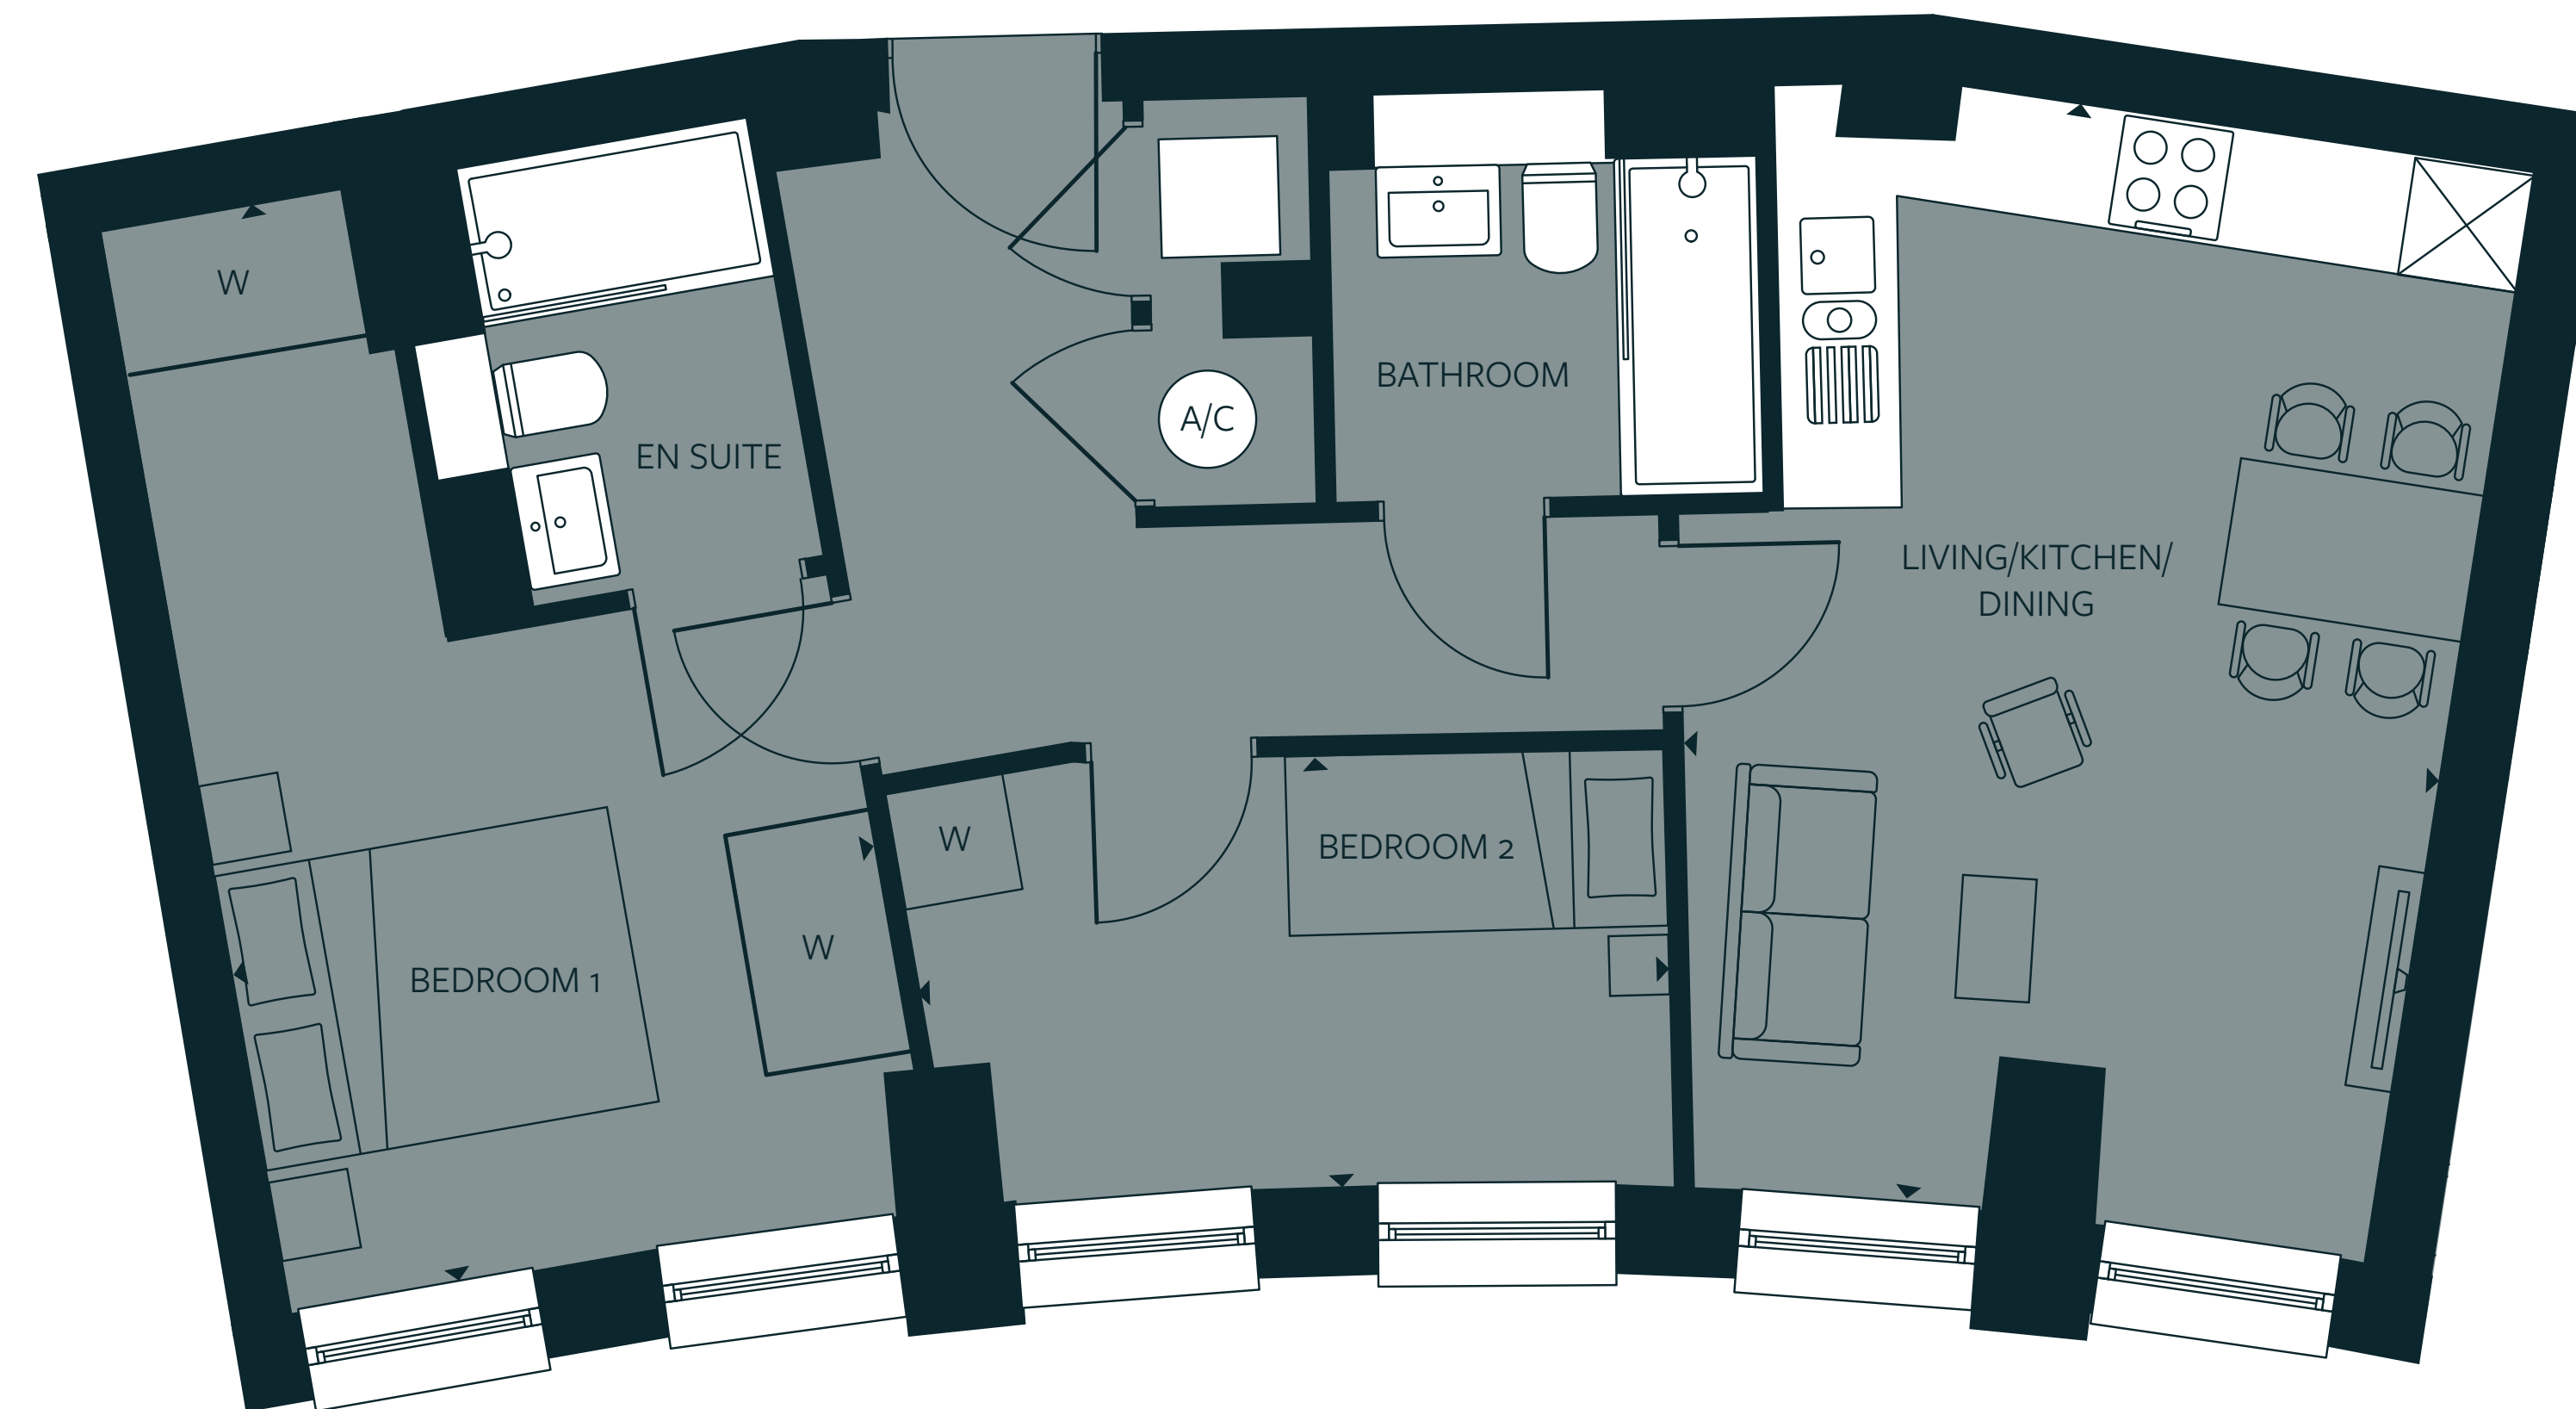 W
EN SUITE
A/C
BATHROOM
LIVING/KITCHEN/
DINING
BEDROOM 1
W
W
BEDROOM 2